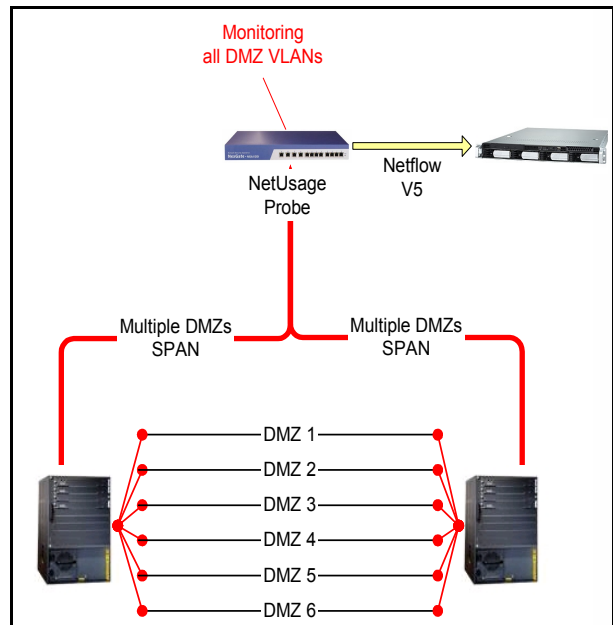 Monitoring
all DMZ VLANs
Netflow
V5
NetUsage
Probe
Multiple DMZs
SPAN
Multiple DMZs
SPAN
DMZ 1
DMZ 2
DMZ 3
DMZ 4
DMZ 5
DMZ 6